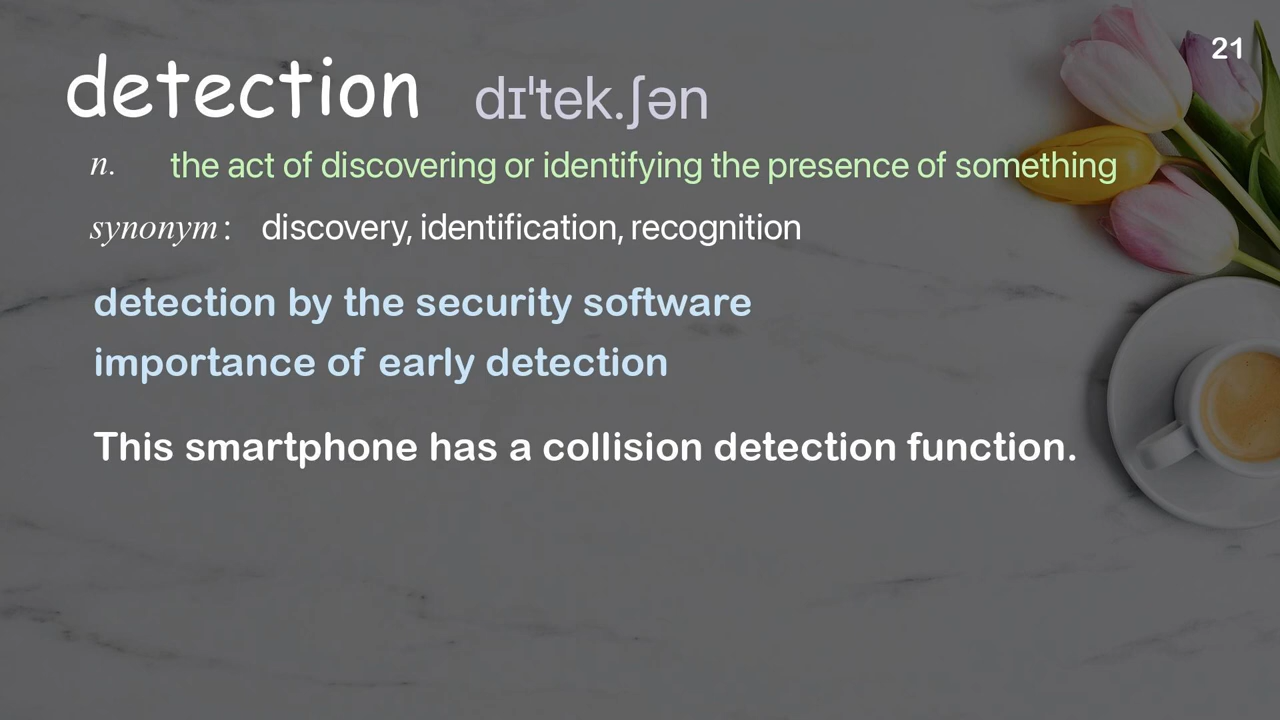 21
detection dɪˈtek.ʃən
n. the act of discovering or identifying the presence of something
synonym: discovery, identification, recognition
detection by the security software
importance of early detection
This smartphone has a collision detection function.